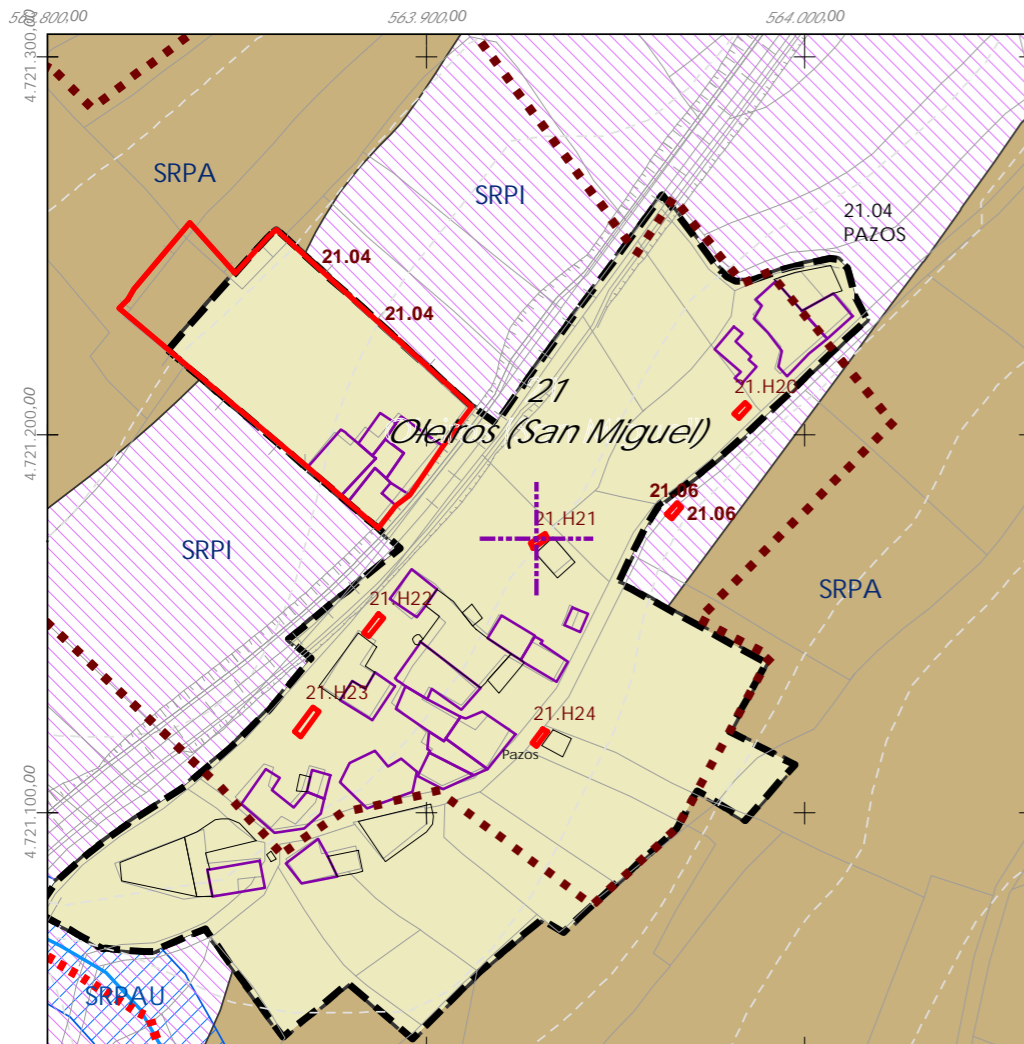 563.800,00
563.900,00
564.000,00
4.721.300,00
SRPA
SRPI
21.04
PAZOS
21.04
21.04
21.H20
21
Oleiros (San Miguel)
4.721.200,00
21.06
21.06
21.H21
SRPI
SRPA
21.H22
21.H23
21.H24
Pazos
4.721.100,00
SRPAU